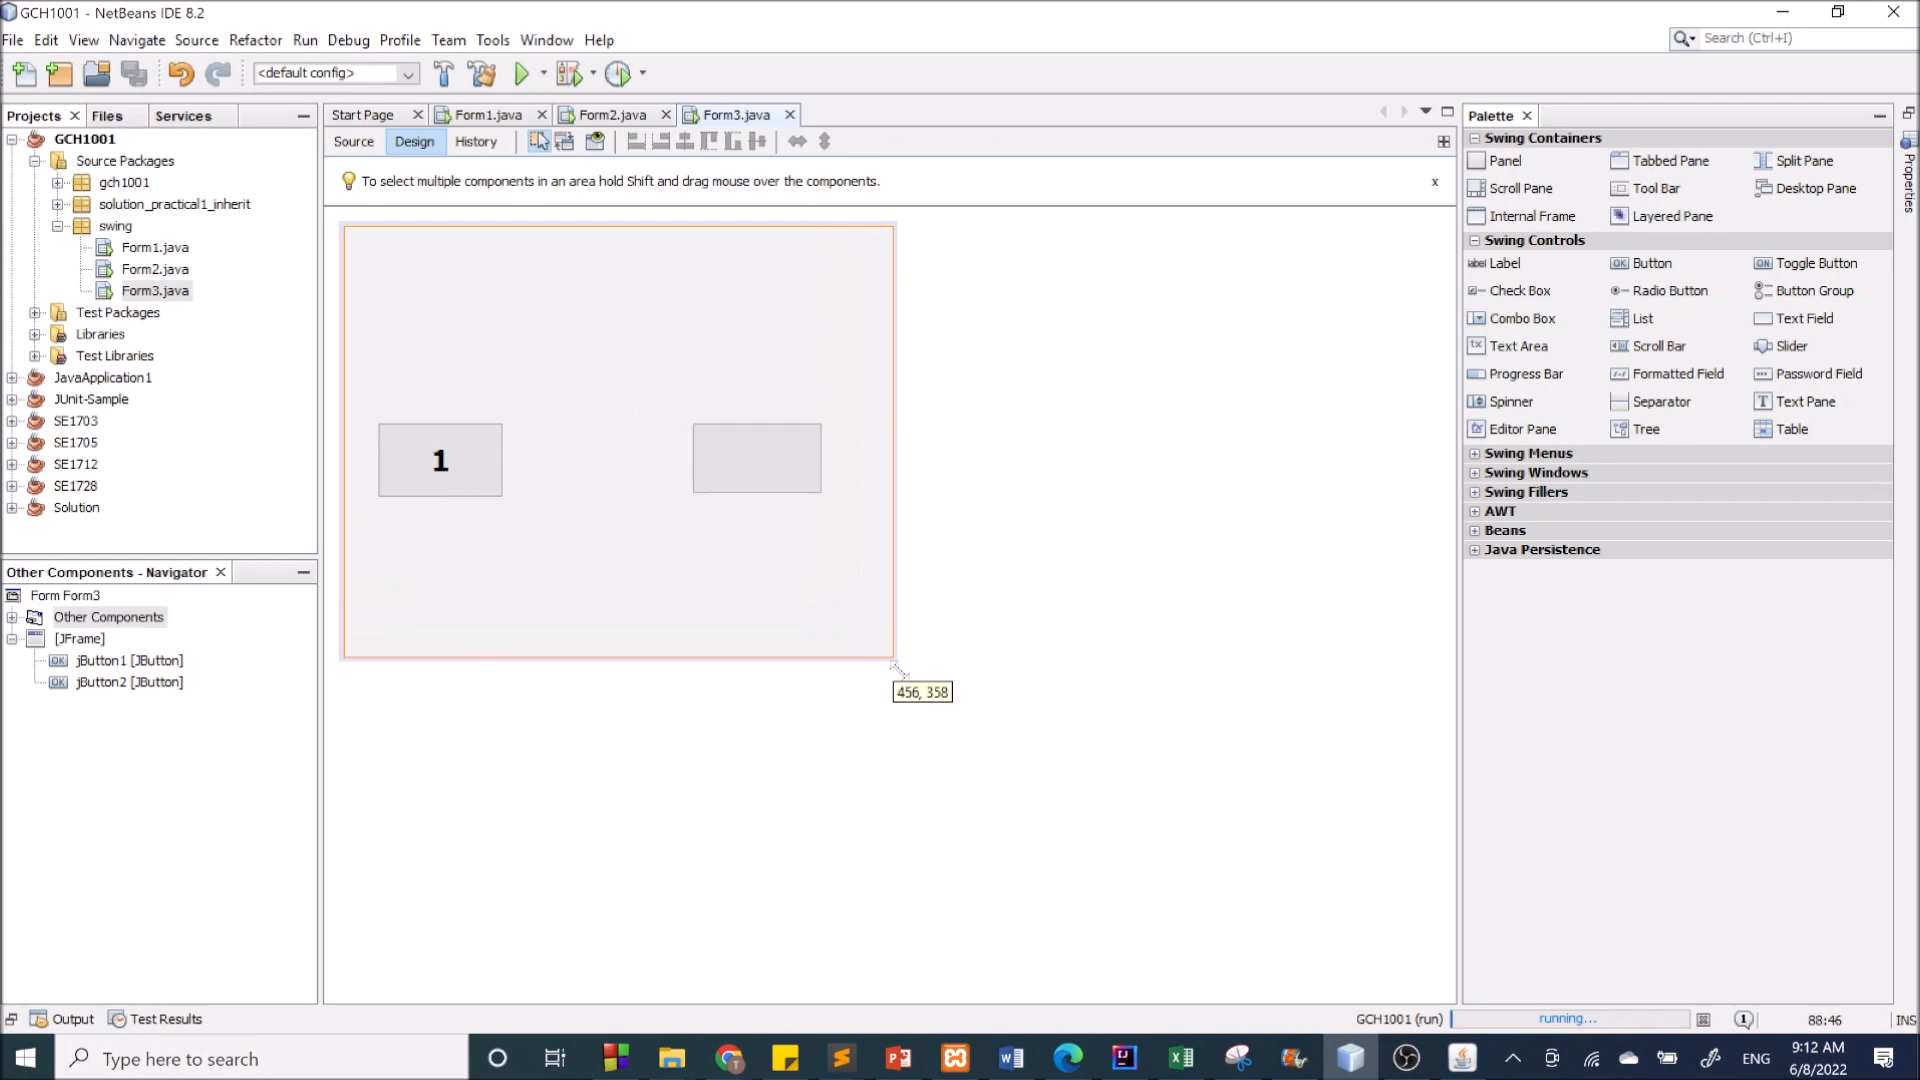 GCH1001 - NetBeans IDE 8.2
File Edit View Navigate Source Refactor Run Debug Profile Team Tools Window Help
Search (Ctrl+I)
<default config>
Projects Files Services
GCH1001
Source Packages
gch1001
solution_practical1_inherit
swing
Form1.java
Form2.java
Form3.java
Test Packages
Libraries
Test Libraries
JavaApplication1
JUnit-Sample
SE1703
SE1705
SE1712
SE1728
Solution
Other Components - Navigator
Form Form3
Other Components
[JFrame]
jButton1 [JButton]
jButton2 [JButton]
Start Page Form1.java Form2.java Form3.java
Source Design History
To select multiple components in an area hold Shift and drag mouse over the components.
x
1
456, 358
Palette
Swing Containers
Panel Tabbed Pane Split Pane
Scroll Pane Tool Bar Desktop Pane
Internal Frame Layered Pane
Swing Controls
label Label OK Button ON Toggle Button
Check Box Radio Button Button Group
Combo Box List Text Field
Text Area Scroll Bar Slider
Progress Bar Formatted Field Password Field
Spinner Separator Text Pane
Editor Pane Tree Table
Swing Menus
Swing Windows
Swing Fillers
AWT
Beans
Java Persistence
Properties
Output Test Results
GCH1001 (run) running... 1 88:46 INS
Type here to search
ENG
9:12 AM
6/8/2022